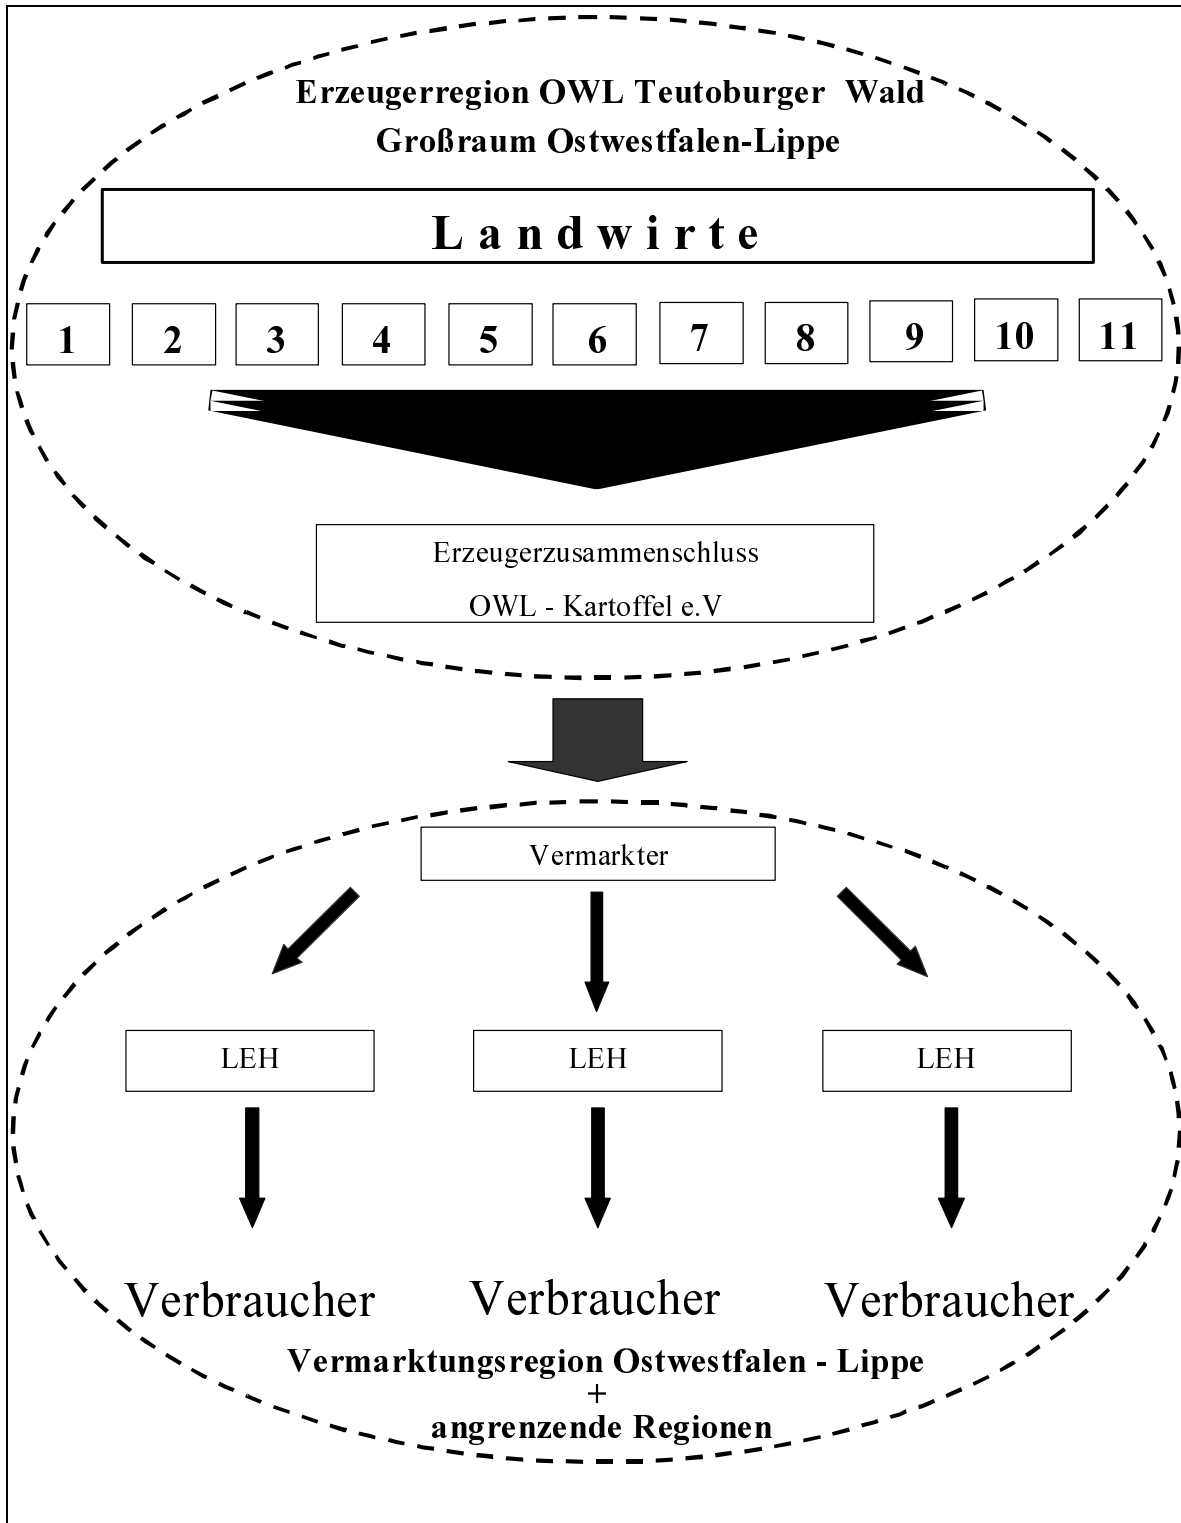 Erzeugerregion OWL Teutoburger Wald
Großraum Ostwestfalen-Lippe
Landwirte
1 2 3 4 5 6 7 8 9 10 11
Erzeugerzusammenschluss
OWL - Kartoffel e.V
Vermarkter
LEH LEH LEH
Verbraucher Verbraucher Verbraucher
Vermarktungsregion Ostwestfalen - Lippe
+
angrenzende Regionen